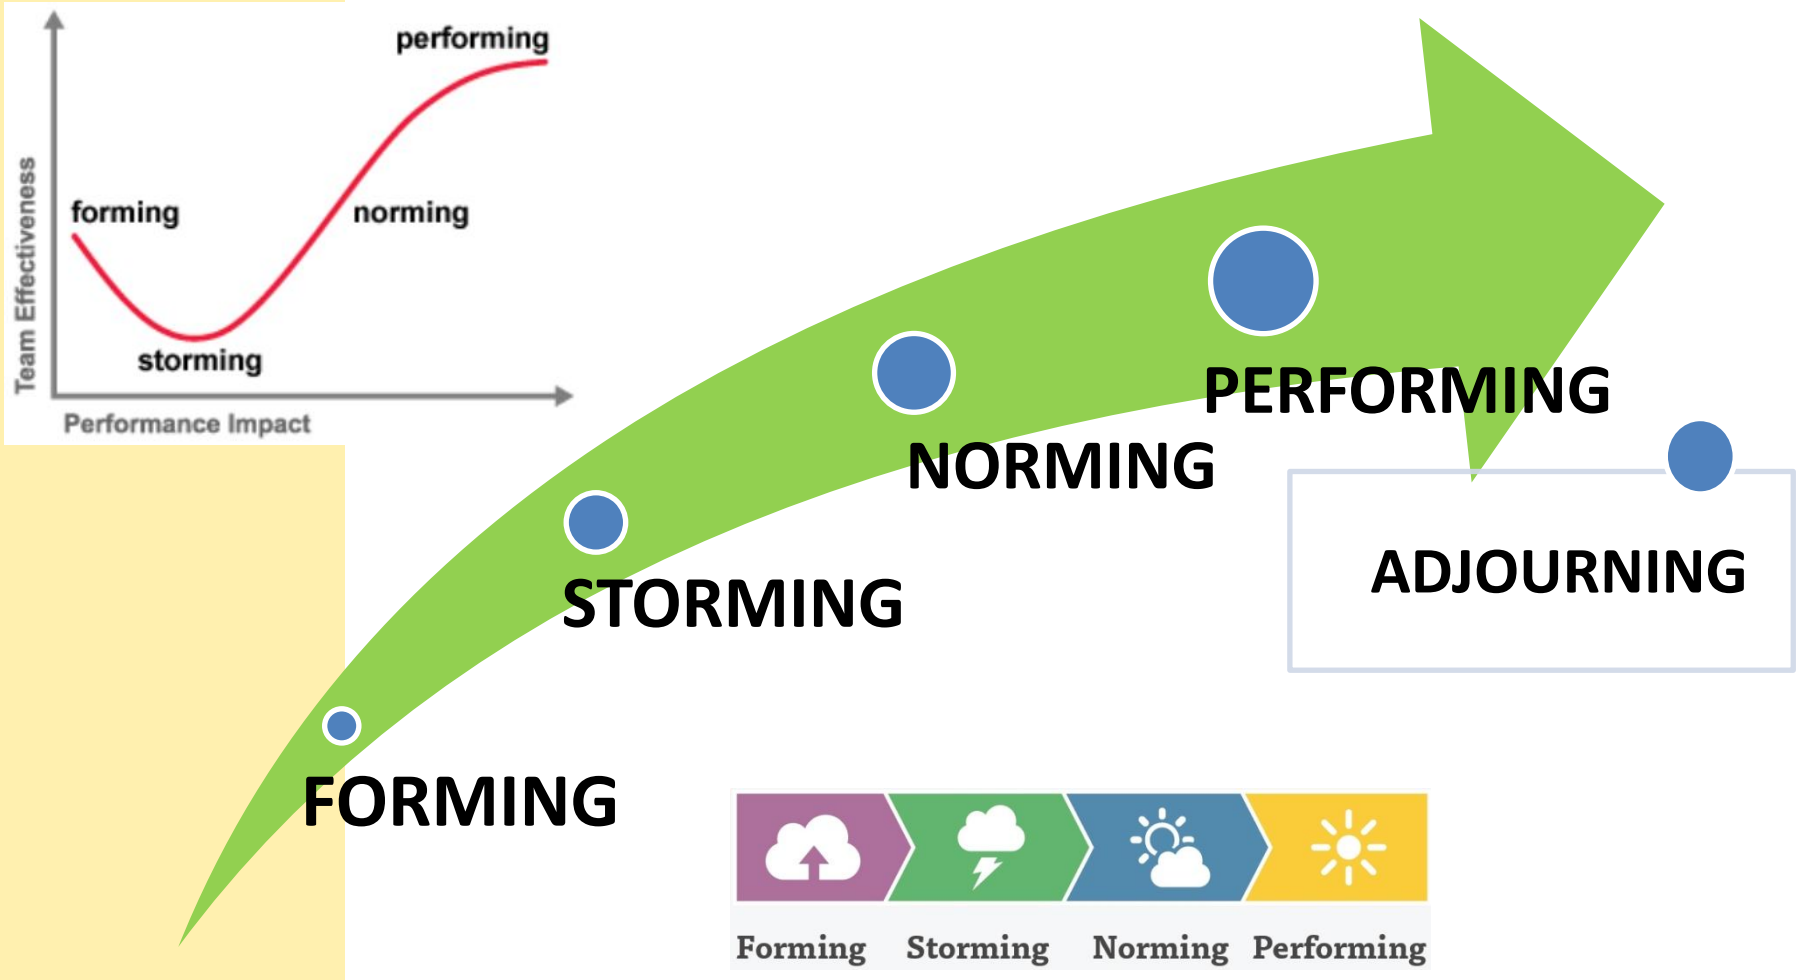 performing
forming
norming
storming
Team Effectiveness
Performance Impact
PERFORMING
NORMING
ADJOURNING
STORMING
FORMING
Forming Storming Norming Performing